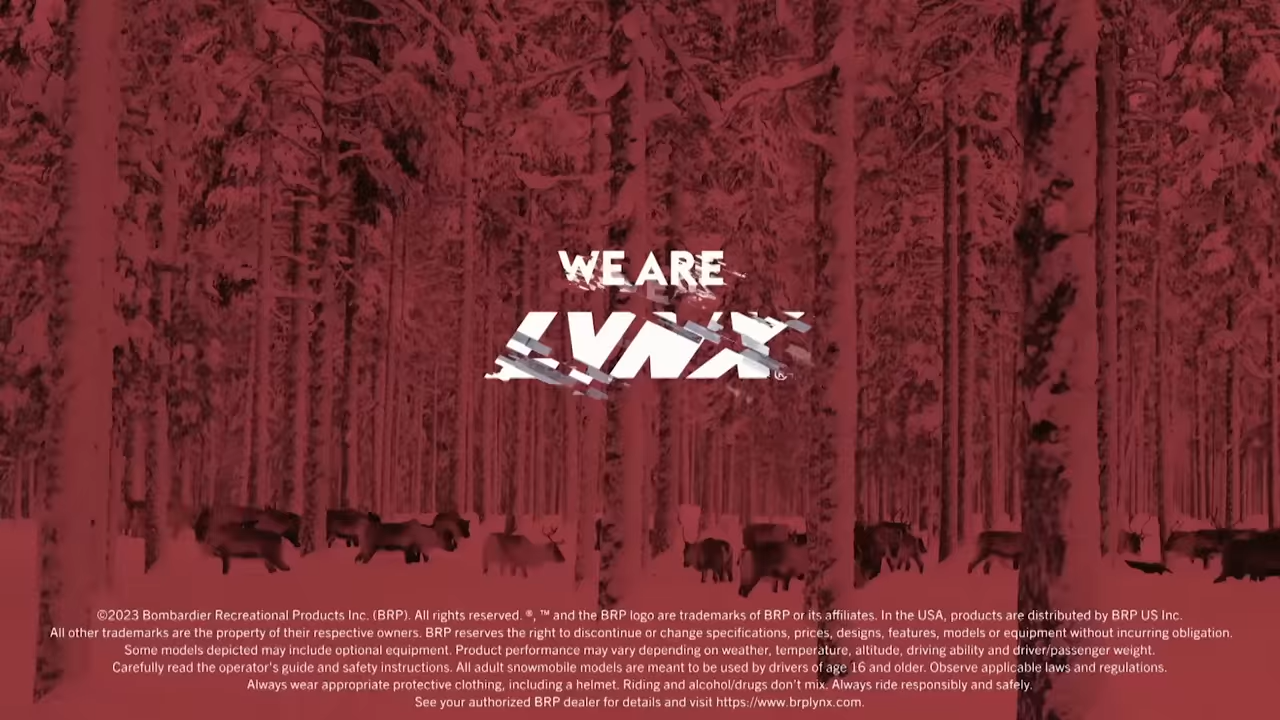 WE ARE
LYNX®
©2023 Bombardier Recreational Products Inc. (BRP). All rights reserved. ®, ™ and the BRP logo are trademarks of BRP or its affiliates. In the USA, products are distributed by BRP US Inc.
All other trademarks are the property of their respective owners. BRP reserves the right to discontinue or change specifications, prices, designs, features, models or equipment without incurring obligation.
Some models depicted may include optional equipment. Product performance may vary depending on weather, temperature, altitude, driving ability and driver/passenger weight.
Carefully read the operator's guide and safety instructions. All adult snowmobile models are meant to be used by drivers of age 16 and older. Observe applicable laws and regulations.
Always wear appropriate protective clothing, including a helmet. Riding and alcohol/drugs don't mix. Always ride responsibly and safely.
See your authorized BRP dealer for details and visit https://www.brplynx.com.